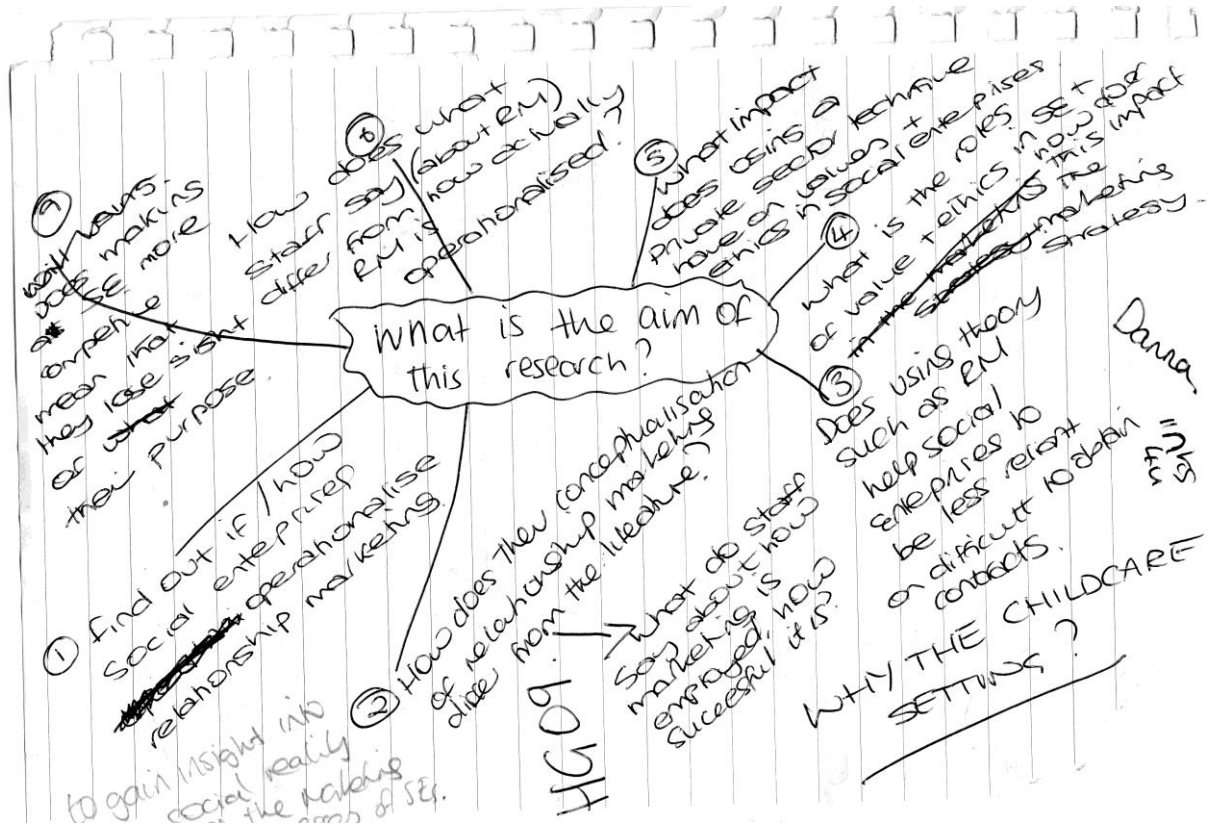 What is the aim of
this research?
① find out if / how
social enterprises
operationalise
relationship marketing.
② How does their conceptualisation
of relationship marketing
differ from the literature?
What do staff
say about how
marketing is
employed, how
successful it is?
③ Does using theory
such as RM
help social
enterprises to
be less reliant
on difficult to obtain
contracts.
④ what is the roles
of value + ethics in SE +
how does
this impact
the
marketing
strategy.
⑤ What impact
does using a
private sector technique
have on values +
ethics in social enterprises
⑥ How does what
staff say (about RM)
differ from how
RM is actually
operationalised?
⑨
Does making
a SE more
competitive
mean that
they lose sight
of
their purpose
Danna
WHY THE CHILDCARE
SETTING?
HG09.
to gain insight into
social reality
the
of SEs.